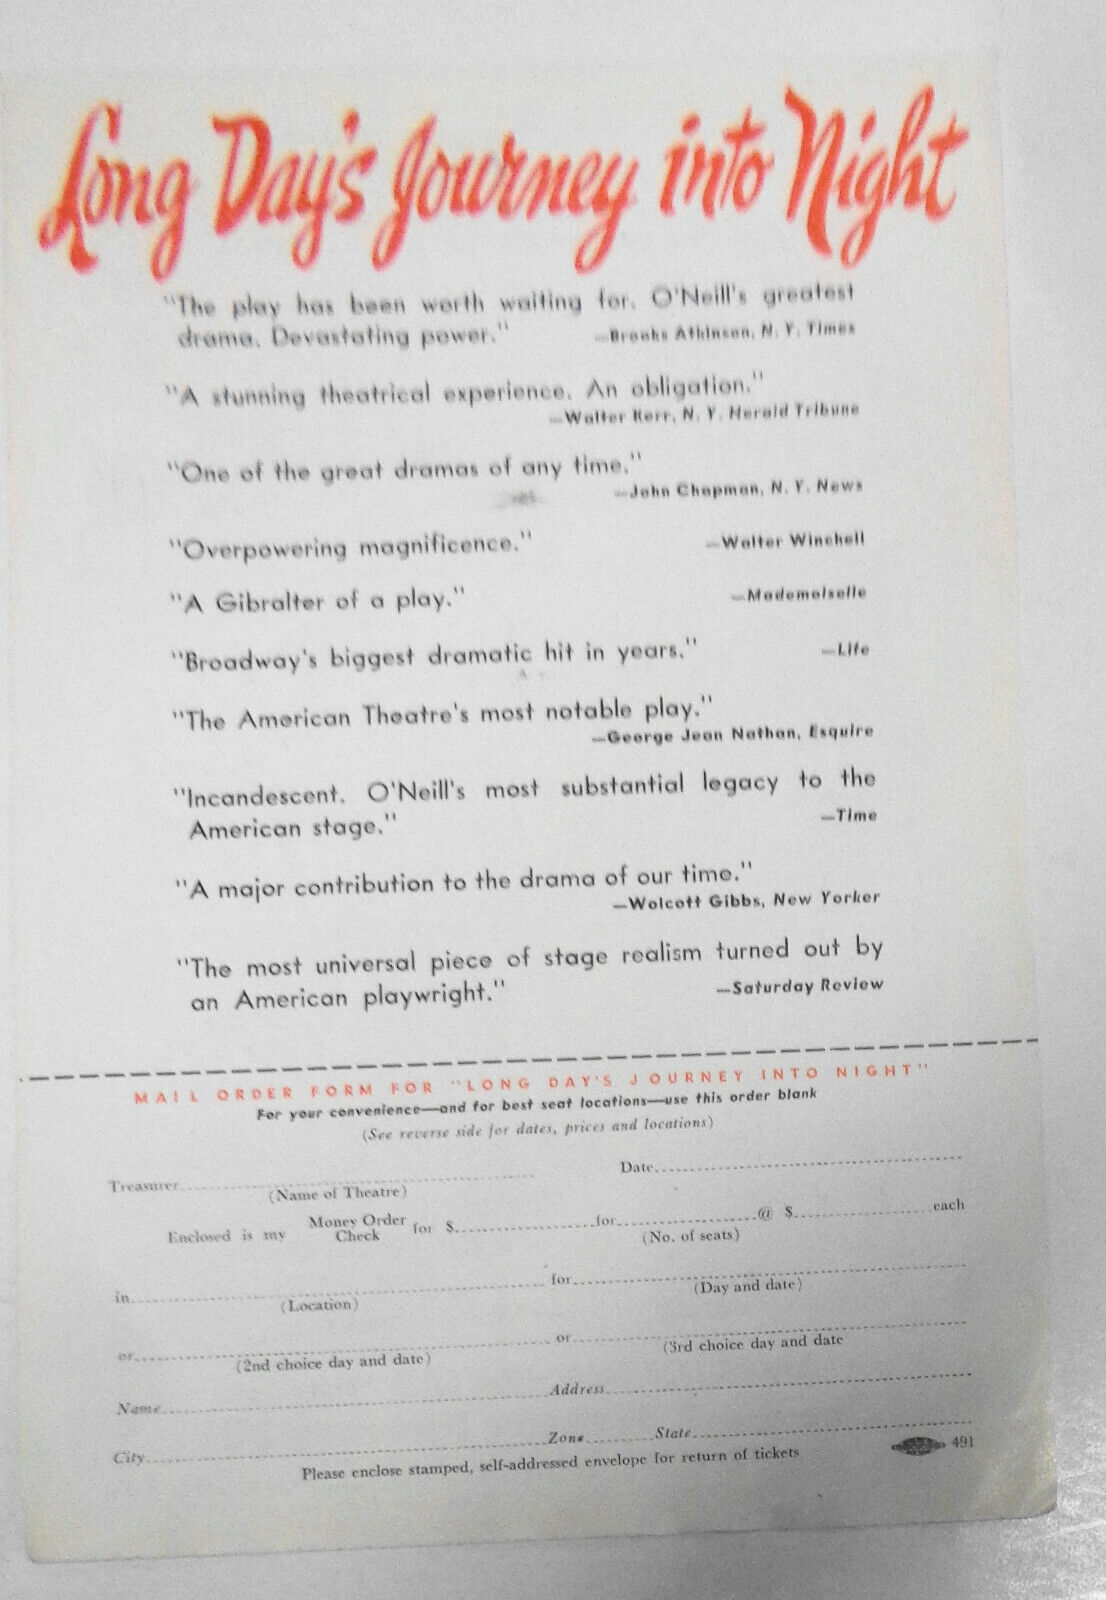 Long Day's Journey into Night
"The play has been worth waiting for. O'Neill's greatest
drama. Devastating power."
—Brooks Atkinson, N. Y. Times
"A stunning theatrical experience. An obligation."
—Walter Kerr, N. Y. Herald Tribune
"One of the great dramas of any time."
—John Chapman, N. Y. News
"Overpowering magnificence." —Walter Winchell
"A Gibralter of a play." —Mademoiselle
"Broadway's biggest dramatic hit in years." —Life
"The American Theatre's most notable play."
—George Jean Nathan, Esquire
"Incandescent. O'Neill's most substantial legacy to the
American stage." —Time
"A major contribution to the drama of our time."
—Wolcott Gibbs, New Yorker
"The most universal piece of stage realism turned out by
an American playwright." —Saturday Review
MAIL ORDER FORM FOR "LONG DAY'S JOURNEY INTO NIGHT"
For your convenience—and for best seat locations—use this order blank
(See reverse side for dates, prices and locations)
Treasurer Date
(Name of Theatre)
Enclosed is my Money Order Check for $ for @ $ each
(No. of seats)
in for
(Location) (Day and date)
or or
(2nd choice day and date) (3rd choice day and date
Name Address
City Zone State
Please enclose stamped, self-addressed envelope for return of tickets 491